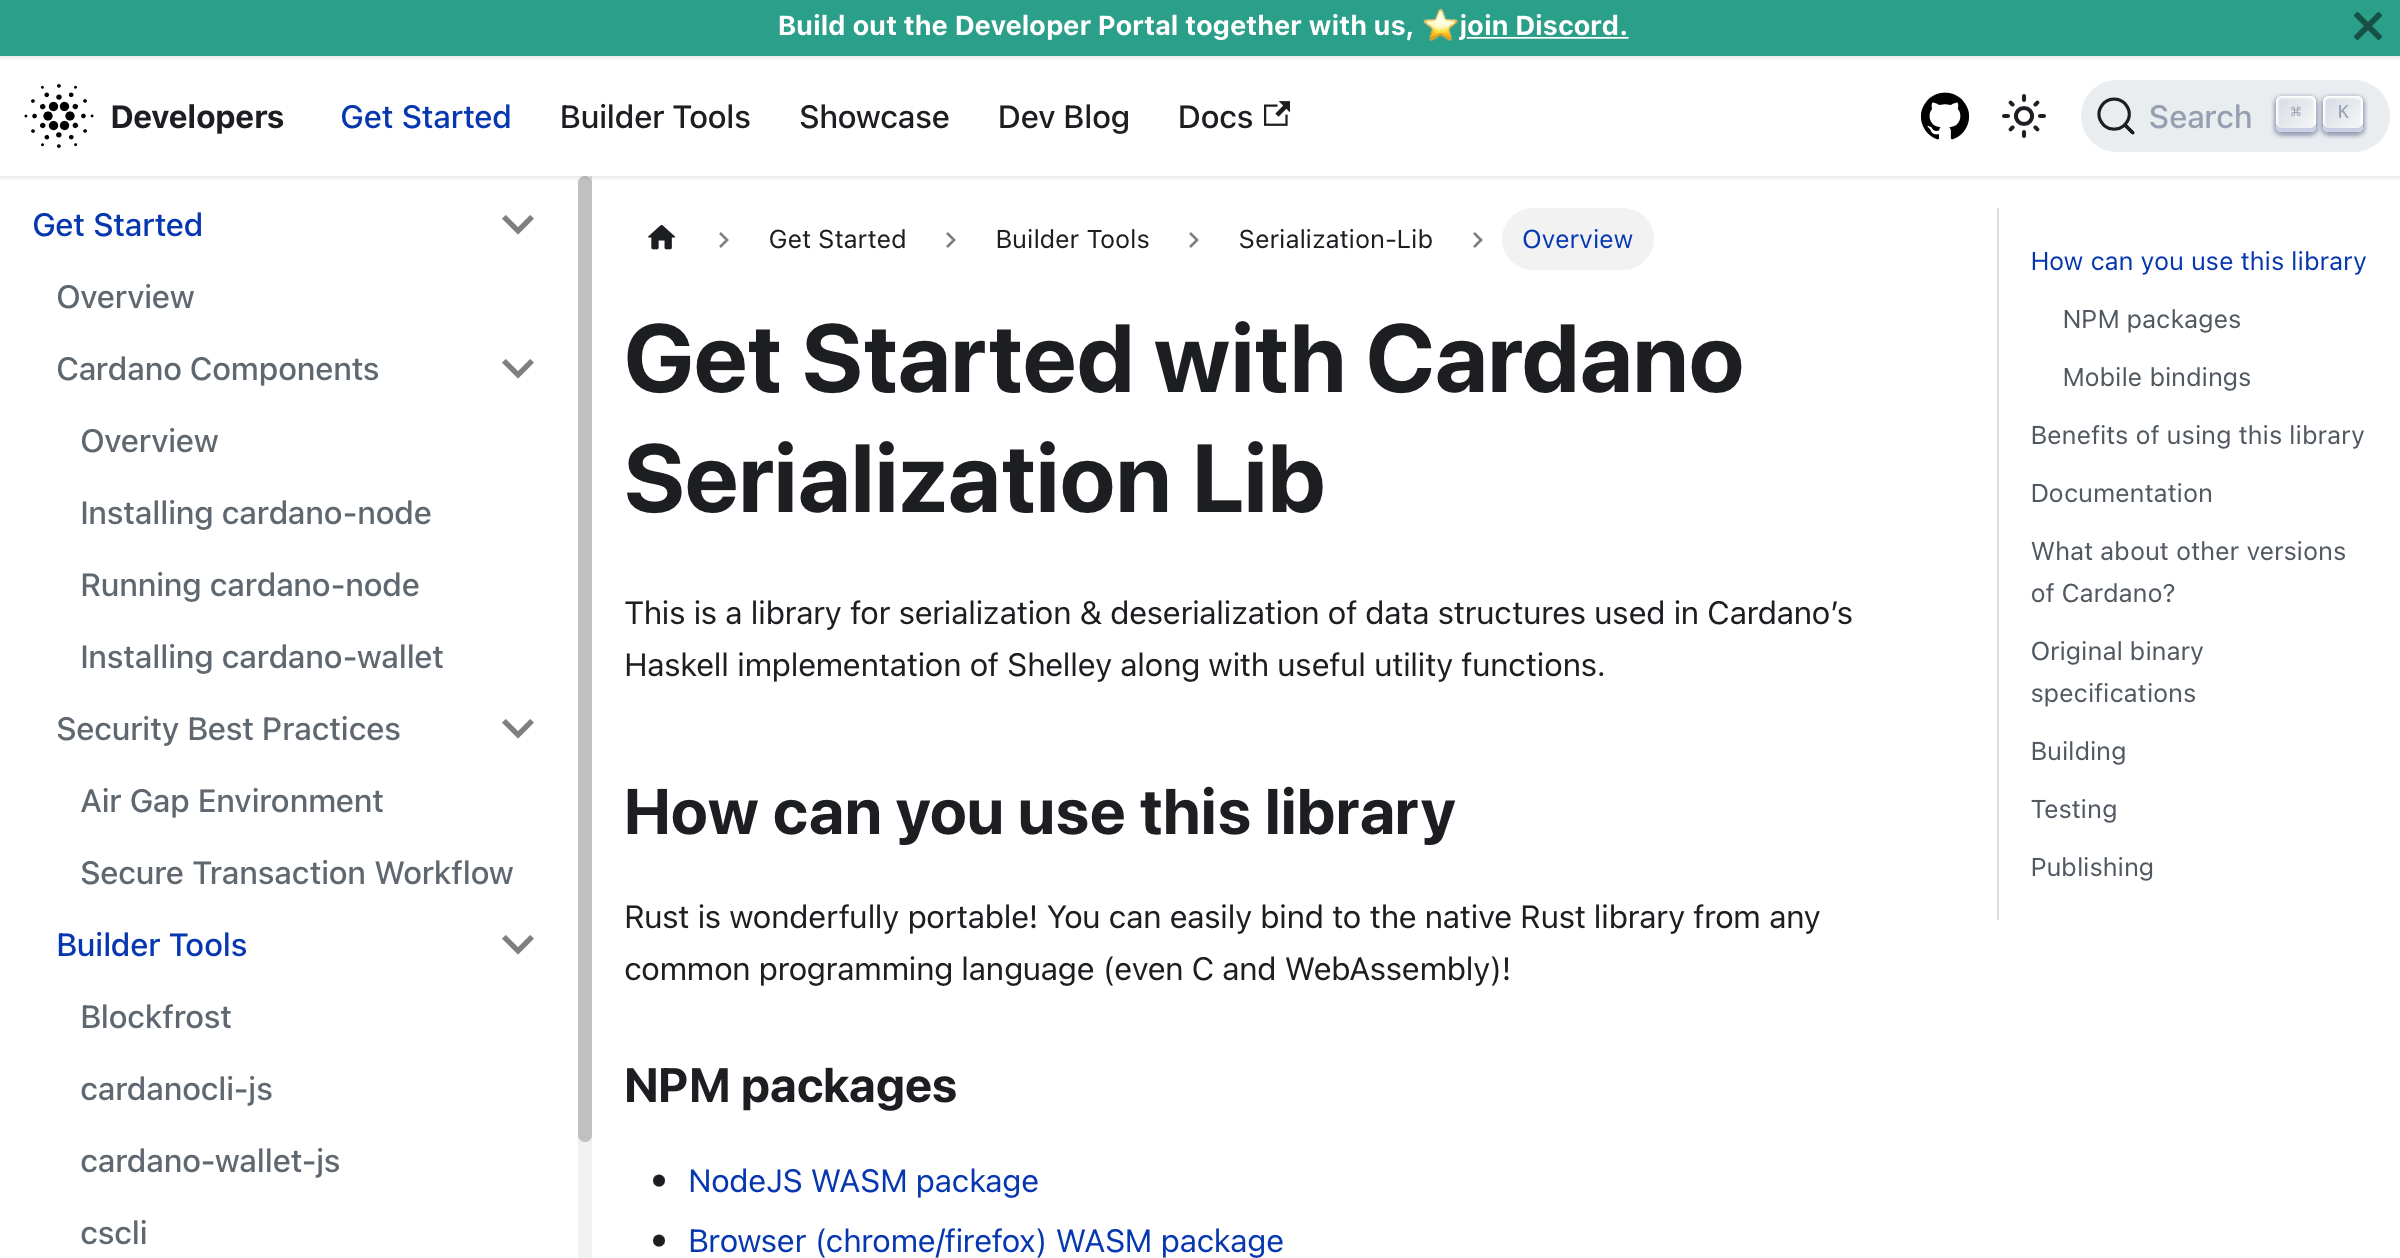 Build out the Developer Portal together with us, ⭐join Discord.
Developers
Get Started
Builder Tools
Showcase
Dev Blog
Docs
Search
⌘ K
Get Started
Overview
Cardano Components
Overview
Installing cardano-node
Running cardano-node
Installing cardano-wallet
Security Best Practices
Air Gap Environment
Secure Transaction Workflow
Builder Tools
Blockfrost
cardanocli-js
cardano-wallet-js
cscli
Get Started
Builder Tools
Serialization-Lib
Overview
Get Started with Cardano
Serialization Lib
This is a library for serialization & deserialization of data structures used in Cardano’s
Haskell implementation of Shelley along with useful utility functions.
How can you use this library
Rust is wonderfully portable! You can easily bind to the native Rust library from any
common programming language (even C and WebAssembly)!
NPM packages
NodeJS WASM package
Browser (chrome/firefox) WASM package
How can you use this library
NPM packages
Mobile bindings
Benefits of using this library
Documentation
What about other versions
of Cardano?
Original binary
specifications
Building
Testing
Publishing